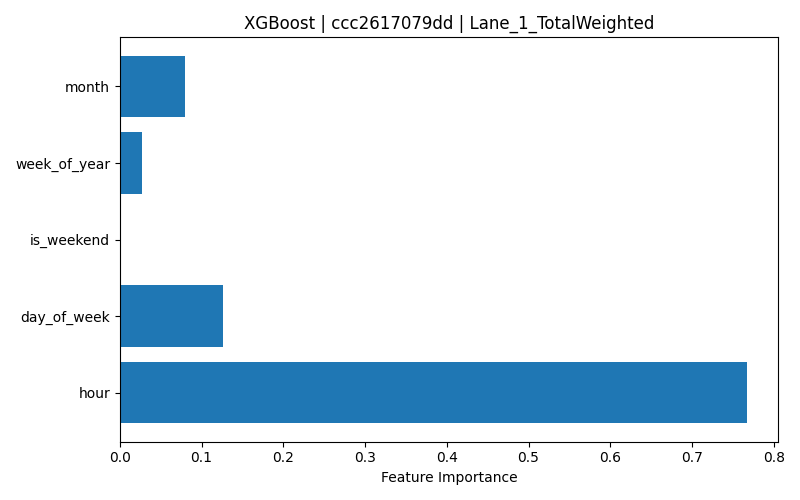 XGBoost | ccc2617079dd | Lane_1_TotalWeighted
month
week_of_year
is_weekend
day_of_week
hour
0.0 0.1 0.2 0.3 0.4 0.5 0.6 0.7 0.8
Feature Importance